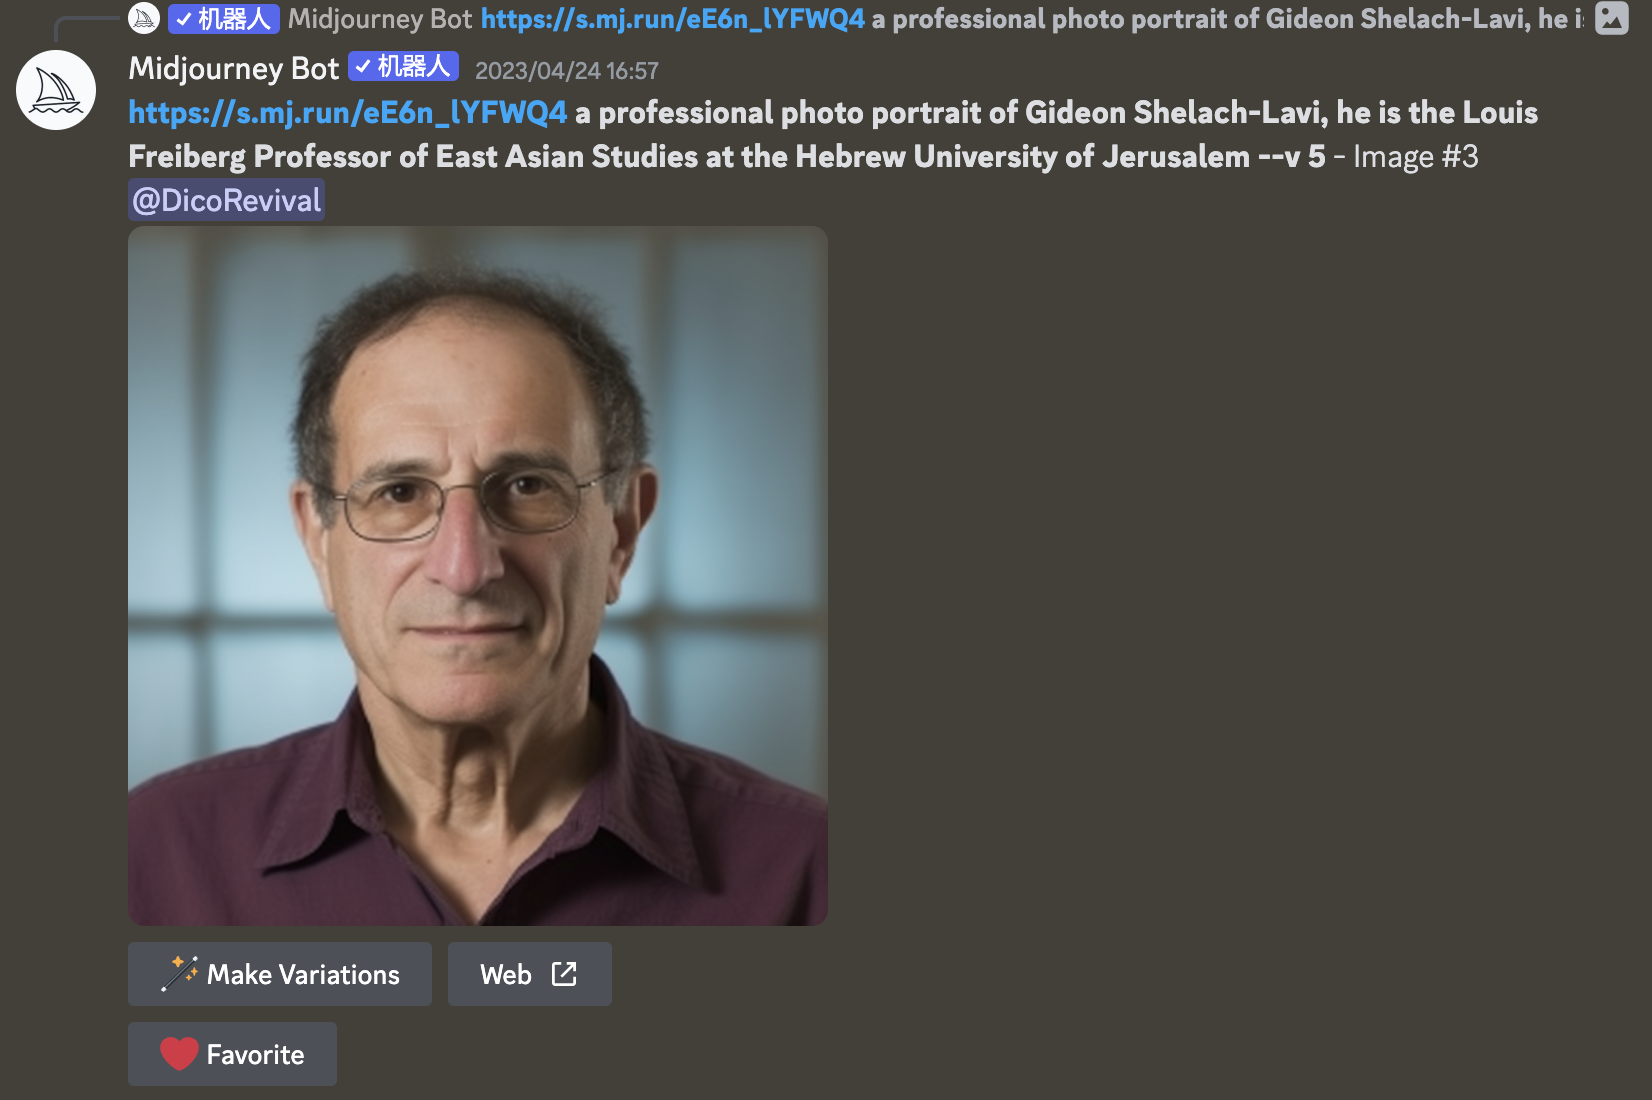 ✓ 机器人 Midjourney Bot https://s.mj.run/eE6n_lYFWQ4 a professional photo portrait of Gideon Shelach-Lavi, he is
Midjourney Bot ✓ 机器人 2023/04/24 16:57
https://s.mj.run/eE6n_lYFWQ4 a professional photo portrait of Gideon Shelach-Lavi, he is the Louis
Freiberg Professor of East Asian Studies at the Hebrew University of Jerusalem --v 5 - Image #3
@DicoRevival
Make Variations
Web
Favorite